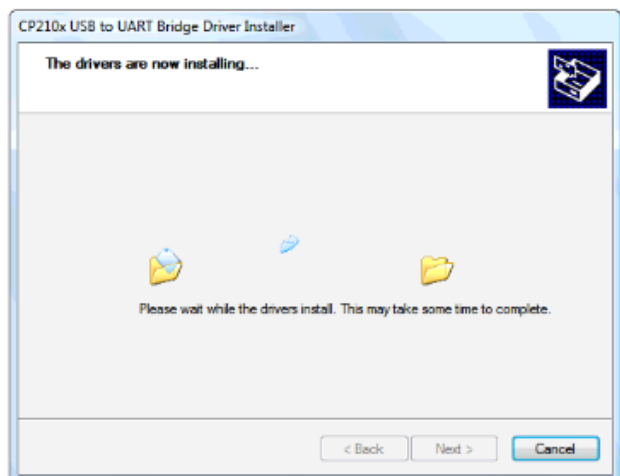 CP210x USB to UART Bridge Driver Installer
The drivers are now installing...
Please wait while the drivers install. This may take some time to complete.
< Back
Next >
Cancel